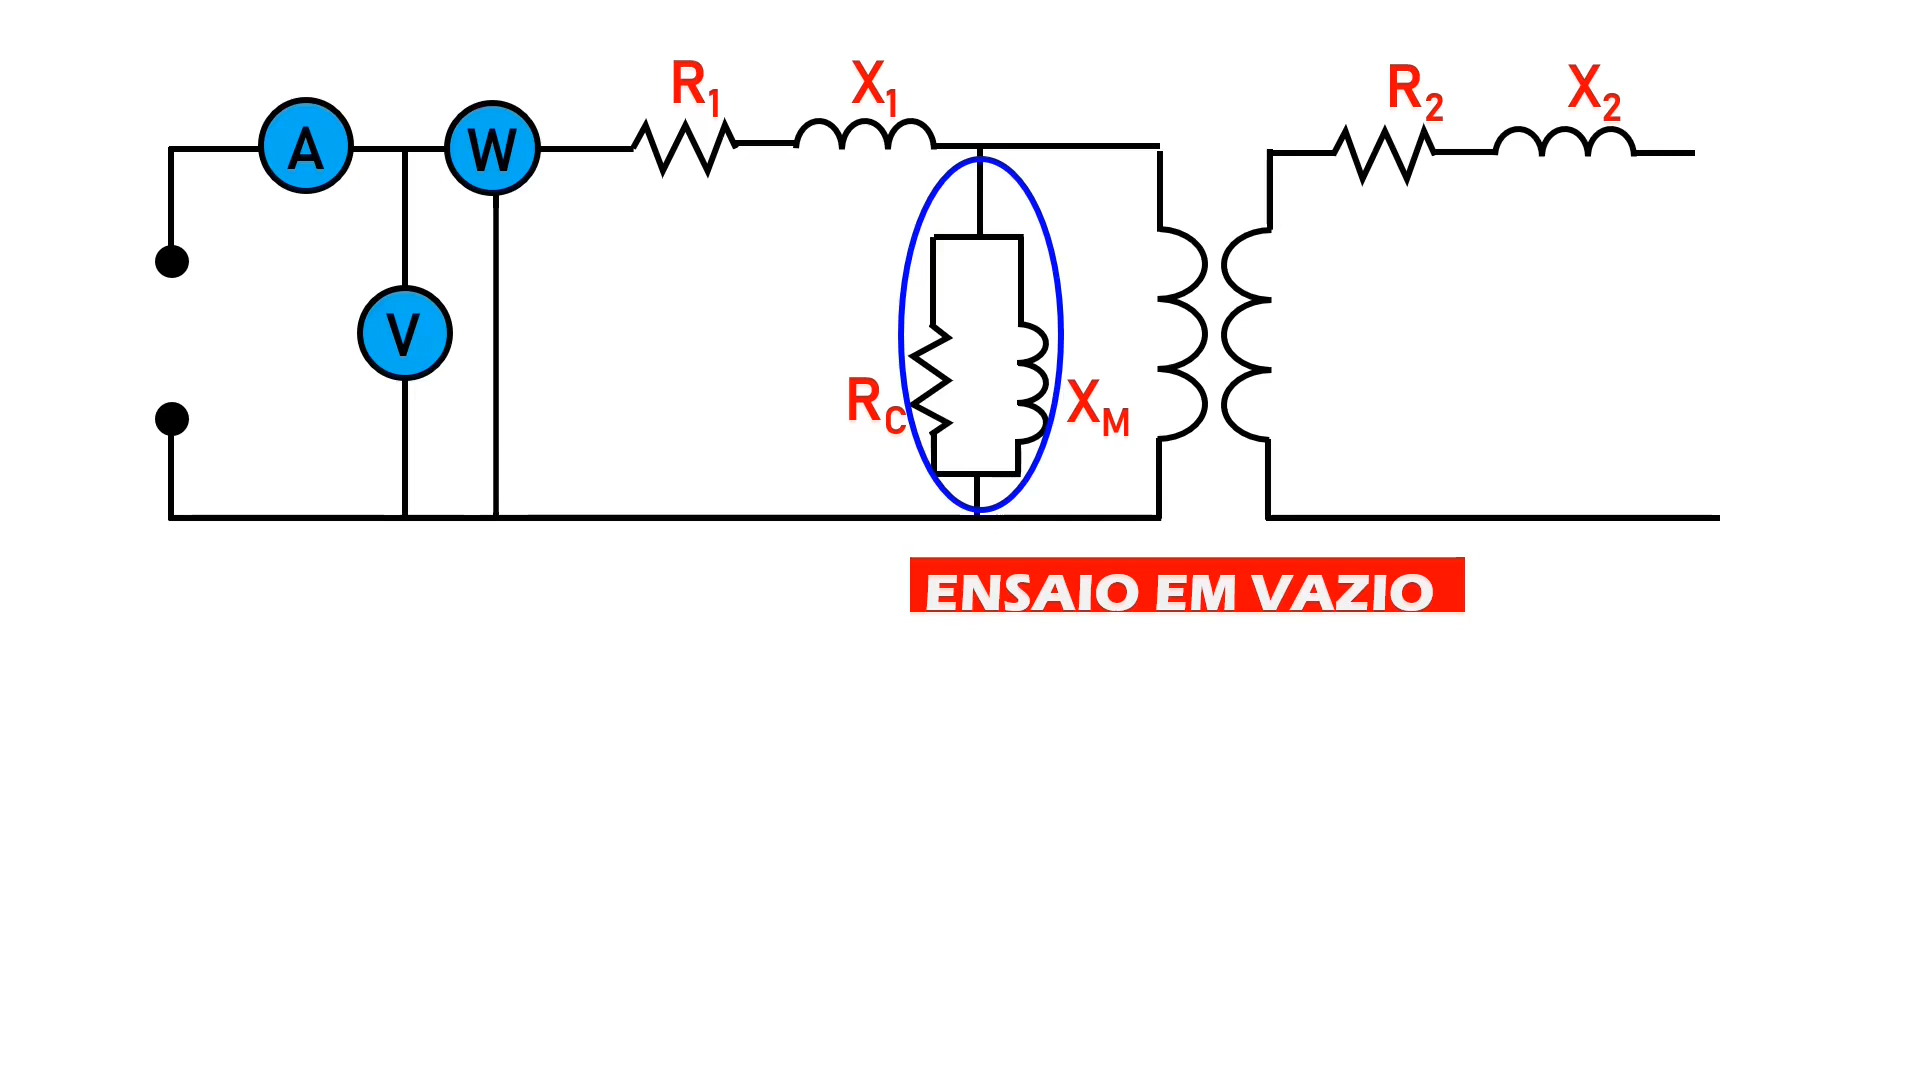 R1
X1
R2
X2
A
W
V
RC
XM
ENSAIO EM VAZIO